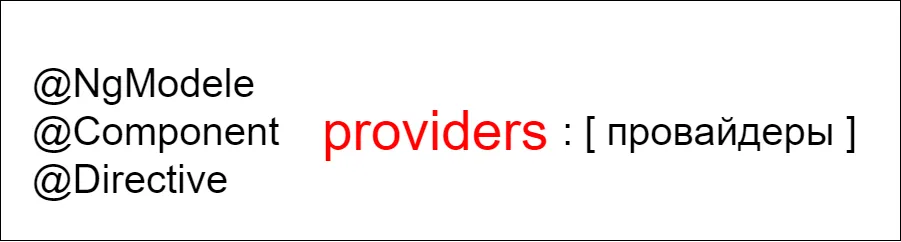 @NgModele
@Component providers : [ провайдеры ]
@Directive